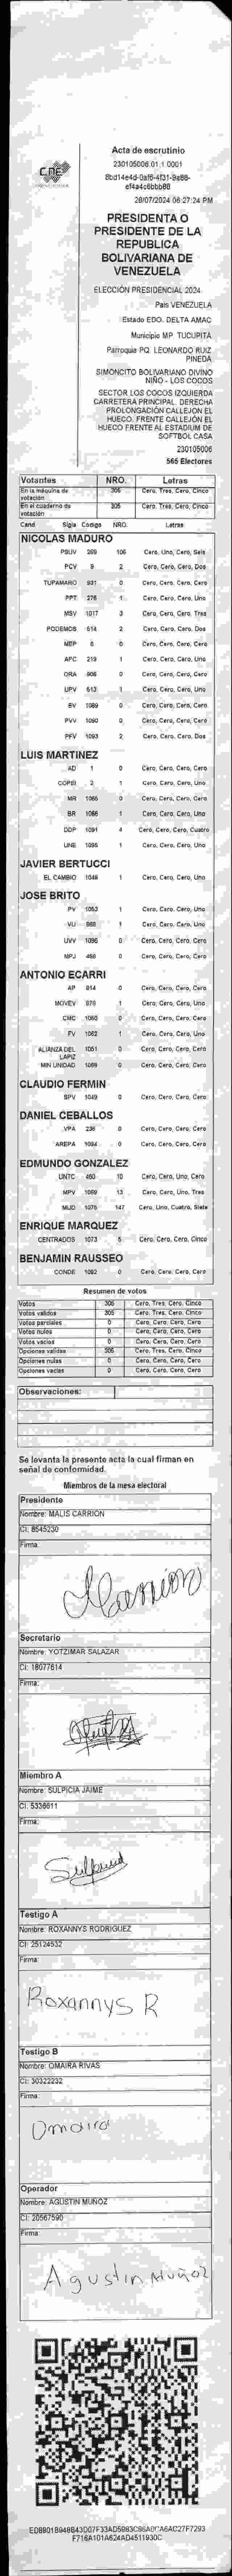 CNE
Acta de escrutinio
230105006.01.1.0001
28/07/2024 06:27:24 PM
PRESIDENTA O
PRESIDENTE DE LA
REPUBLICA
BOLIVARIANA DE
VENEZUELA
ELECCIÓN PRESIDENCIAL 2024
País VENEZUELA
Estado EDO. DELTA AMAC
Municipio MP. TUCUPITA
Parroquia PQ. LEONARDO RUIZ
PINEDA
SIMONCITO BOLIVARIANO DIVINO
NIÑO - LOS COCOS
SECTOR LOS COCOS IZQUIERDA
CARRETERA PRINCIPAL. DERECHA
PROLONGACIÓN CALLEJON EL
HUECO. FRENTE CALLEJÓN EL
HUECO FRENTE AL ESTADIUM DE
SOFTBOL CASA
230105006
565 Electores
Votantes NRO. Letras
En la máquina de votación 305 Cero, Tres, Cero, Cinco
En el cuaderno de votación 305 Cero, Tres, Cero, Cinco
Cand Sigla Código NRO. Letras
NICOLAS MADURO
PSUV 269 106 Cero, Uno, Cero, Seis
PCV 9 2 Cero, Cero, Cero, Dos
TUPAMARO 931 0 Cero, Cero, Cero, Cero
PPT 276 1 Cero, Cero, Cero, Uno
MSV 1017 3 Cero, Cero, Cero, Tres
PODEMOS 514 2 Cero, Cero, Cero, Dos
MEP 6 0 Cero, Cero, Cero, Cero
APC 219 1 Cero, Cero, Cero, Uno
ORA 906 0 Cero, Cero, Cero, Cero
UPV 613 1 Cero, Cero, Cero, Uno
EV 1089 0 Cero, Cero, Cero, Cero
PVV 1090 0 Cero, Cero, Cero, Cero
PFV 1093 2 Cero, Cero, Cero, Dos
LUIS MARTINEZ
AD 1 0 Cero, Cero, Cero, Cero
COPEI 2 1 Cero, Cero, Cero, Uno
MR 1065 0 Cero, Cero, Cero, Cero
BR 1066 1 Cero, Cero, Cero, Uno
DDP 1091 4 Cero, Cero, Cero, Cuatro
UNE 1095 1 Cero, Cero, Cero, Uno
JAVIER BERTUCCI
EL CAMBIO 1048 1 Cero, Cero, Cero, Uno
JOSE BRITO
PV 1053 1 Cero, Cero, Cero, Uno
VU 968 1 Cero, Cero, Cero, Uno
UVV 1096 0 Cero, Cero, Cero, Cero
MPJ 468 0 Cero, Cero, Cero, Cero
ANTONIO ECARRI
AP 914 0 Cero, Cero, Cero, Cero
MOVEV 978 1 Cero, Cero, Cero, Uno
CMC 1060 0 Cero, Cero, Cero, Cero
FV 1062 1 Cero, Cero, Cero, Uno
ALIANZA DEL LAPIZ 1051 0 Cero, Cero, Cero, Cero
MIN UNIDAD 1069 0 Cero, Cero, Cero, Cero
CLAUDIO FERMIN
SPV 1049 0 Cero, Cero, Cero, Cero
DANIEL CEBALLOS
VPA 236 0 Cero, Cero, Cero, Cero
AREPA 1094 0 Cero, Cero, Cero, Cero
EDMUNDO GONZALEZ
UNTC 450 10 Cero, Cero, Uno, Cero
MPV 1059 13 Cero, Cero, Uno, Tres
MUD 1075 147 Cero, Uno, Cuatro, Siete
ENRIQUE MARQUEZ
CENTRADOS 1073 5 Cero, Cero, Cero, Cinco
BENJAMIN RAUSSEO
CONDE 1092 0 Cero, Cero, Cero, Cero
Resumen de votos
Votos 305 Cero, Tres, Cero, Cinco
Votos validos 305 Cero, Tres, Cero, Cinco
Votos parciales 0 Cero, Cero, Cero, Cero
Votos nulos 0 Cero, Cero, Cero, Cero
Votos vacios 0 Cero, Cero, Cero, Cero
Opciones validas 305 Cero, Tres, Cero, Cinco
Opciones nulas 0 Cero, Cero, Cero, Cero
Opciones vacias 0 Cero, Cero, Cero, Cero
Observaciones:
Se levanta la presente acta la cual firman en
señal de conformidad.
Miembros de la mesa electoral
Presidente
Nombre: MALIS CARRION
CI: 8545230
Firma:
Carrion
Secretario
Nombre: YOTZIMAR SALAZAR
CI: 18077614
Firma:
Miembro A
Nombre: SULPICIA JAIME
CI: 5336611
Firma:
Testigo A
Nombre: ROXANNYS RODRIGUEZ
CI: 25124532
Firma:
Roxannys R
Testigo B
Nombre: OMAIRA RIVAS
CI: 30322232
Firma:
Omaira
Operador
Nombre: AGUSTIN MUÑOZ
CI: 20567590
Firma:
Agustin Muñoz